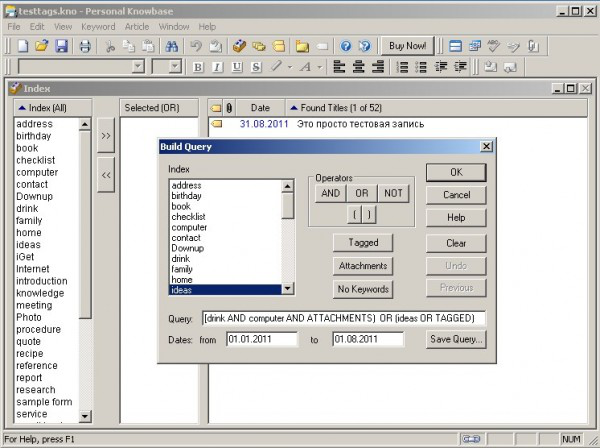 testtags.kno - Personal Knowbase
File Edit View Keyword Article Window Help
Buy Now!
B I U S A
Index
Index (All)
Selected (OR)
Date
Found Titles (1 of 52)
31.08.2011 Это просто тестовая запись
address
birthday
book
checklist
computer
contact
Downup
drink
family
home
ideas
iGet
Internet
introduction
knowledge
meeting
Photo
procedure
quote
recipe
reference
report
research
sample form
service
>>
<<
Build Query
Index
address
birthday
book
checklist
computer
contact
Downup
drink
family
home
ideas
Operators
AND OR NOT
( )
Tagged
Attachments
No Keywords
OK
Cancel
Help
Clear
Undo
Previous
Query: (drink AND computer AND ATTACHMENTS) OR (ideas OR TAGGED)
Dates: from 01.01.2011 to 01.08.2011 Save Query...
For Help, press F1
NUM